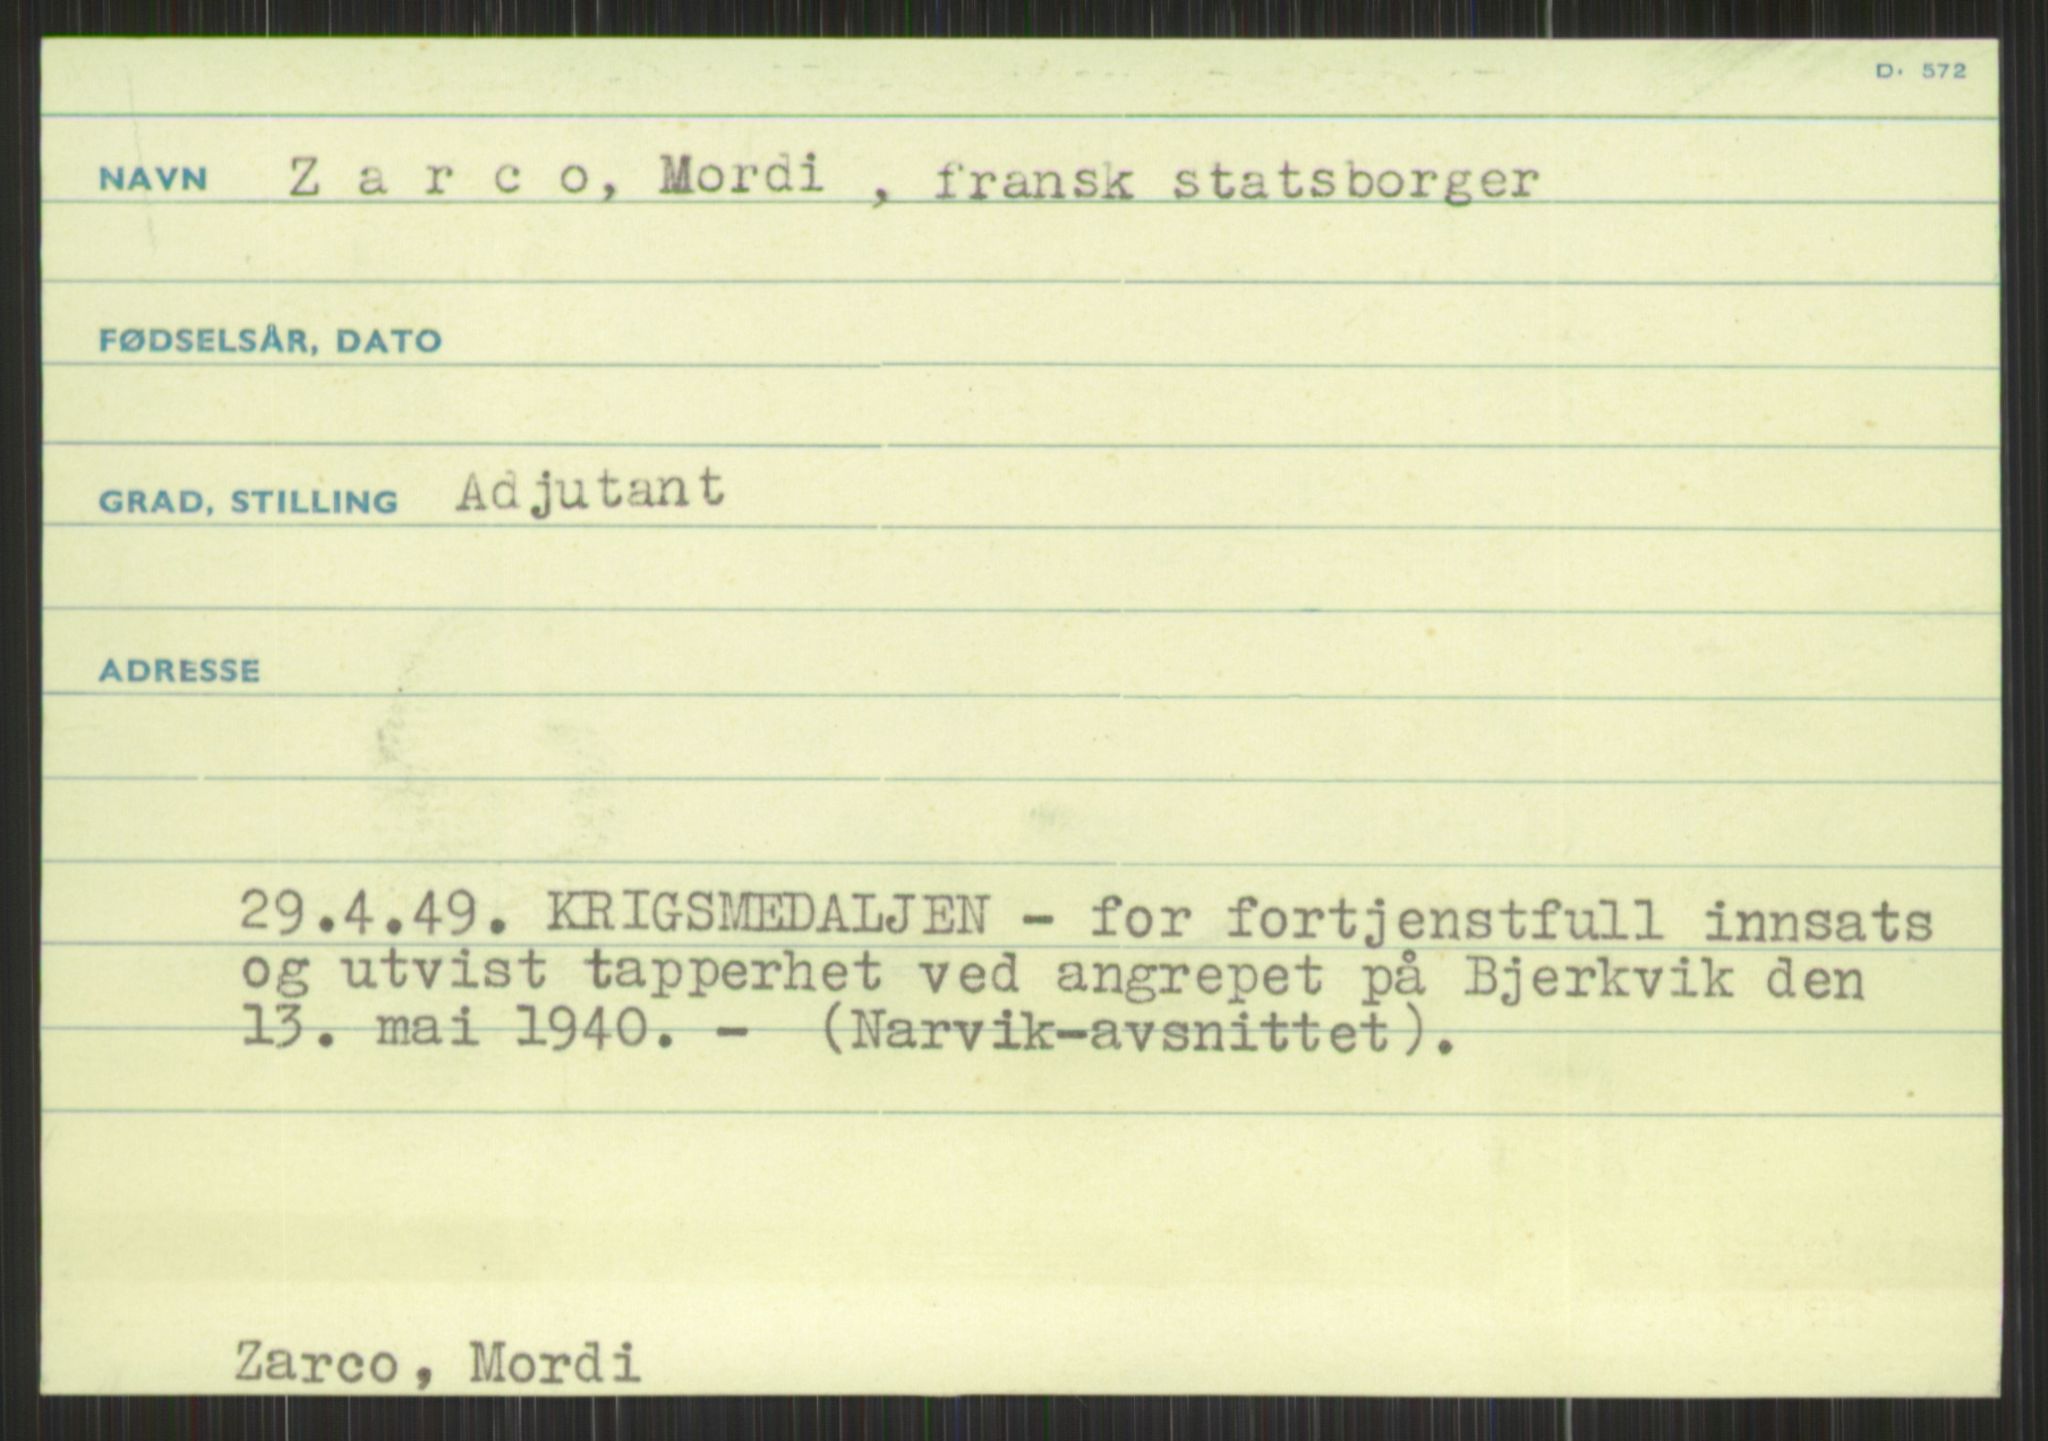 D. 572
NAVN Z a r c o, Mordi , fransk statsborger
FØDSELSÅR, DATO
GRAD, STILLING Adjutant
ADRESSE
29.4.49. KRIGSMEDALJEN - for fortjenstfull innsats
og utvist tapperhet ved angrepet på Bjerkvik den
13. mai 1940. - (Narvik-avsnittet).
Zarco, Mordi